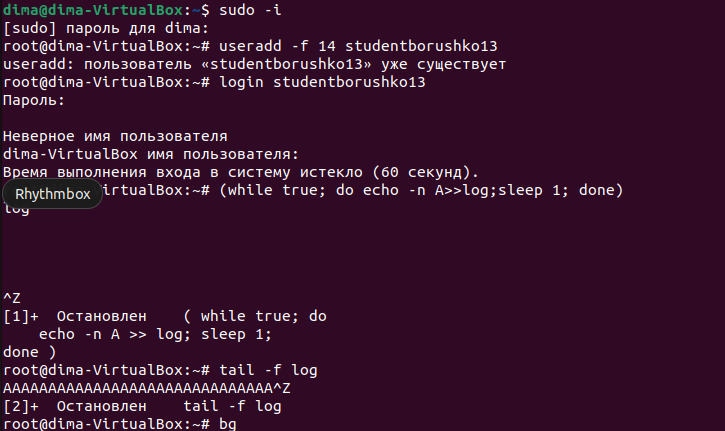 dima@dima-VirtualBox:~$ sudo -i
[sudo] пароль для dima:
root@dima-VirtualBox:~# useradd -f 14 studentborushko13
useradd: пользователь «studentborushko13» уже существует
root@dima-VirtualBox:~# login studentborushko13
Пароль:
Неверное имя пользователя
dima-VirtualBox имя пользователя:
Время выполнения входа в систему истекло (60 секунд).
Rhythmbox
VirtualBox:~# (while true; do echo -n A>>log;sleep 1; done)
log
^Z
[1]+  Остановлен    ( while true; do
    echo -n A >> log; sleep 1;
done )
root@dima-VirtualBox:~# tail -f log
AAAAAAAAAAAAAAAAAAAAAAAAAAAAAA^Z
[2]+  Остановлен    tail -f log
root@dima-VirtualBox:~# bg